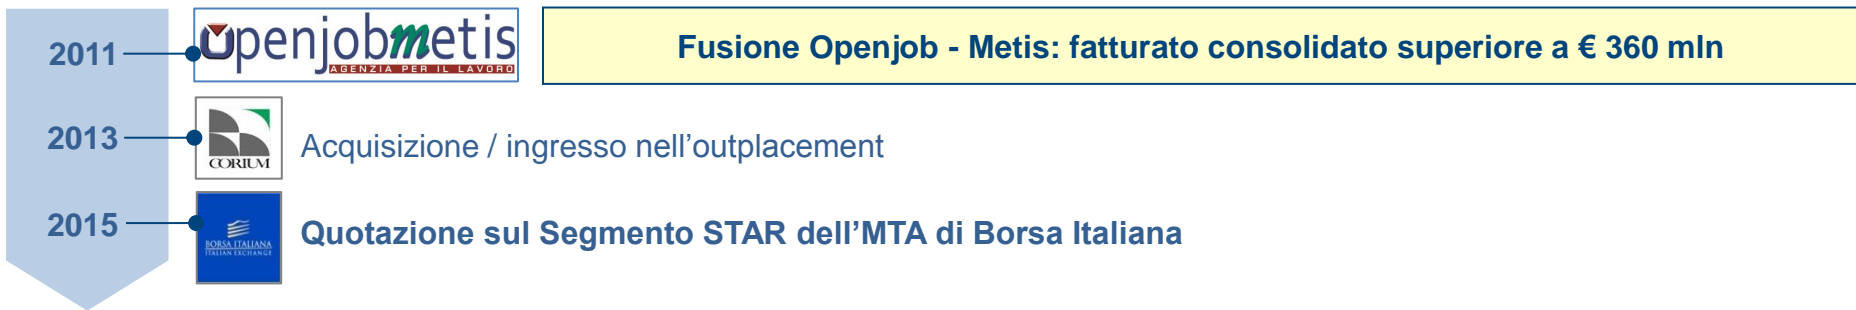 2011
Openjobmetis
AGENZIA PER IL LAVORO
Fusione Openjob - Metis: fatturato consolidato superiore a € 360 mln
2013
CORIUM
Acquisizione / ingresso nell’outplacement
2015
BORSA ITALIANA
ITALIAN EXCHANGE
Quotazione sul Segmento STAR dell’MTA di Borsa Italiana